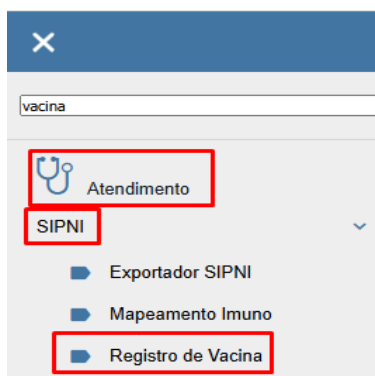 vacina
Atendimento
SIPNI
Exportador SIPNI
Mapeamento Imuno
Registro de Vacina